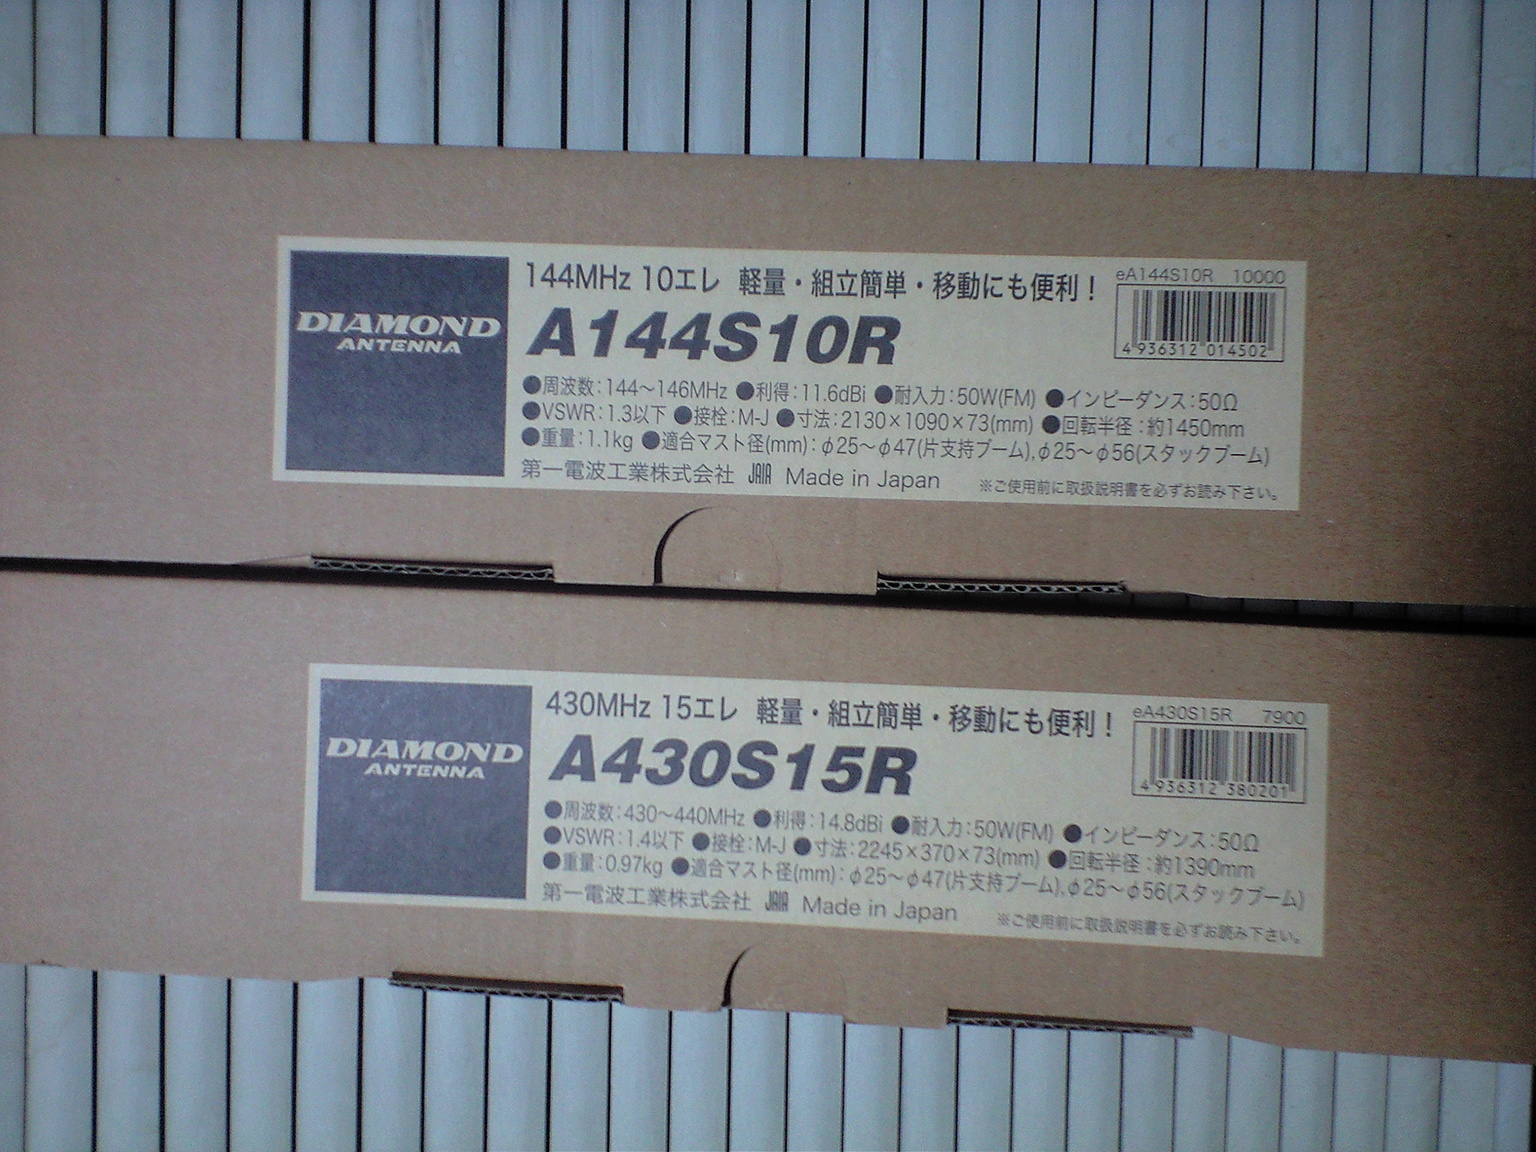 DIAMOND
ANTENNA
144MHz 10エレ 軽量・組立簡単・移動にも便利！
eA144S10R 10000
A144S10R
4 936312 014502
●周波数：144～146MHz ●利得：11.6dBi ●耐入力：50W(FM) ●インピーダンス：50Ω
●VSWR：1.3以下 ●接栓：M-J ●寸法：2130×1090×73(mm) ●回転半径：約1450mm
●重量：1.1kg ●適合マスト径(mm)：φ25～φ47(片支持ブーム),φ25～φ56(スタックブーム)
第一電波工業株式会社 JAIA Made in Japan ※ご使用前に取扱説明書を必ずお読み下さい。
DIAMOND
ANTENNA
430MHz 15エレ 軽量・組立簡単・移動にも便利！
eA430S15R 7900
A430S15R
4 936312 380201
●周波数：430～440MHz ●利得：14.8dBi ●耐入力：50W(FM) ●インピーダンス：50Ω
●VSWR：1.4以下 ●接栓：M-J ●寸法：2245×370×73(mm) ●回転半径：約1390mm
●重量：0.97kg ●適合マスト径(mm)：φ25～φ47(片支持ブーム),φ25～φ56(スタックブーム)
第一電波工業株式会社 JAIA Made in Japan ※ご使用前に取扱説明書を必ずお読み下さい。